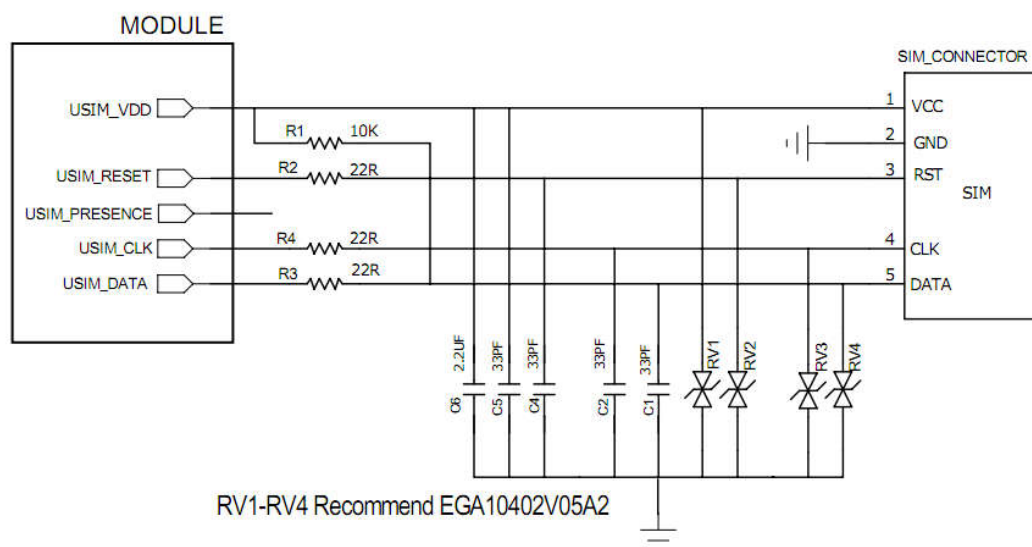 MODULE
SIM_CONNECTOR
USIM_VDD
1
VCC
R1
10K
2
GND
USIM_RESET
R2
22R
3
RST
SIM
USIM_PRESENCE
USIM_CLK
R4
22R
4
CLK
USIM_DATA
R3
22R
5
DATA
2.2UF
33PF
33PF
33PF
33PF
RV1
RV2
RV3
RV4
C6
C5
C4
C2
C1
RV1-RV4 Recommend EGA10402V05A2